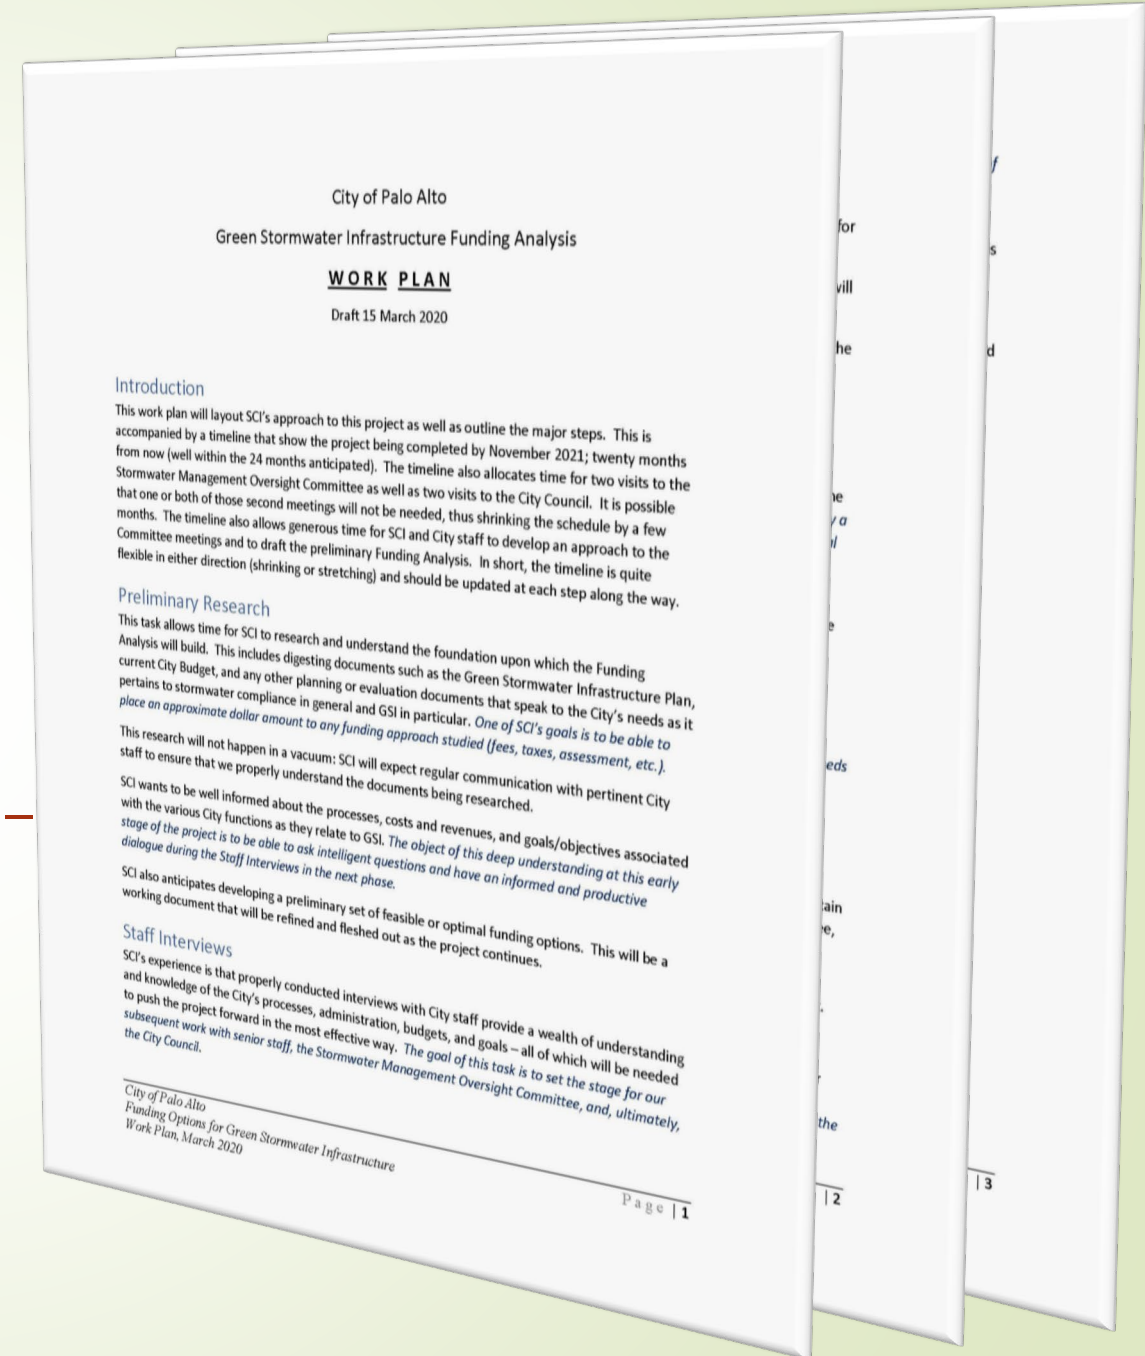 City of Palo Alto
Green Stormwater Infrastructure Funding Analysis
WORK PLAN
Draft 15 March 2020
Introduction
This work plan will layout SCI's approach to this project as well as outline the major steps. This is
accompanied by a timeline that show the project being completed by November 2021; twenty months
from now (well within the 24 months anticipated). The timeline also allocates time for two visits to the
Stormwater Management Oversight Committee as well as two visits to the City Council. It is possible
that one or both of those second meetings will not be needed, thus shrinking the schedule by a few
months. The timeline also allows generous time for SCI and City staff to develop an approach to the
Committee meetings and to draft the preliminary Funding Analysis. In short, the timeline is quite
flexible in either direction (shrinking or stretching) and should be updated at each step along the way.
Preliminary Research
This task allows time for SCI to research and understand the foundation upon which the Funding
Analysis will build. This includes digesting documents such as the Green Stormwater Infrastructure Plan,
current City Budget, and any other planning or evaluation documents that speak to the City's needs as it
pertains to stormwater compliance in general and GSI in particular. One of SCI's goals is to be able to
place an approximate dollar amount to any funding approach studied (fees, taxes, assessment, etc.).
This research will not happen in a vacuum: SCI will expect regular communication with pertinent City
staff to ensure that we properly understand the documents being researched.
SCI wants to be well informed about the processes, costs and revenues, and goals/objectives associated
with the various City functions as they relate to GSI. The object of this deep understanding at this early
stage of the project is to be able to ask intelligent questions and have an informed and productive
dialogue during the Staff Interviews in the next phase.
SCI also anticipates developing a preliminary set of feasible or optimal funding options. This will be a
working document that will be refined and fleshed out as the project continues.
Staff Interviews
SCI's experience is that properly conducted interviews with City staff provide a wealth of understanding
and knowledge of the City's processes, administration, budgets, and goals – all of which will be needed
to push the project forward in the most effective way. The goal of this task is to set the stage for our
subsequent work with senior staff, the Stormwater Management Oversight Committee, and, ultimately,
the City Council.
City of Palo Alto
Funding Options for Green Stormwater Infrastructure
Work Plan, March 2020
Page | 1
for
he
a
eds
the
| 2
f
s
d
| 3